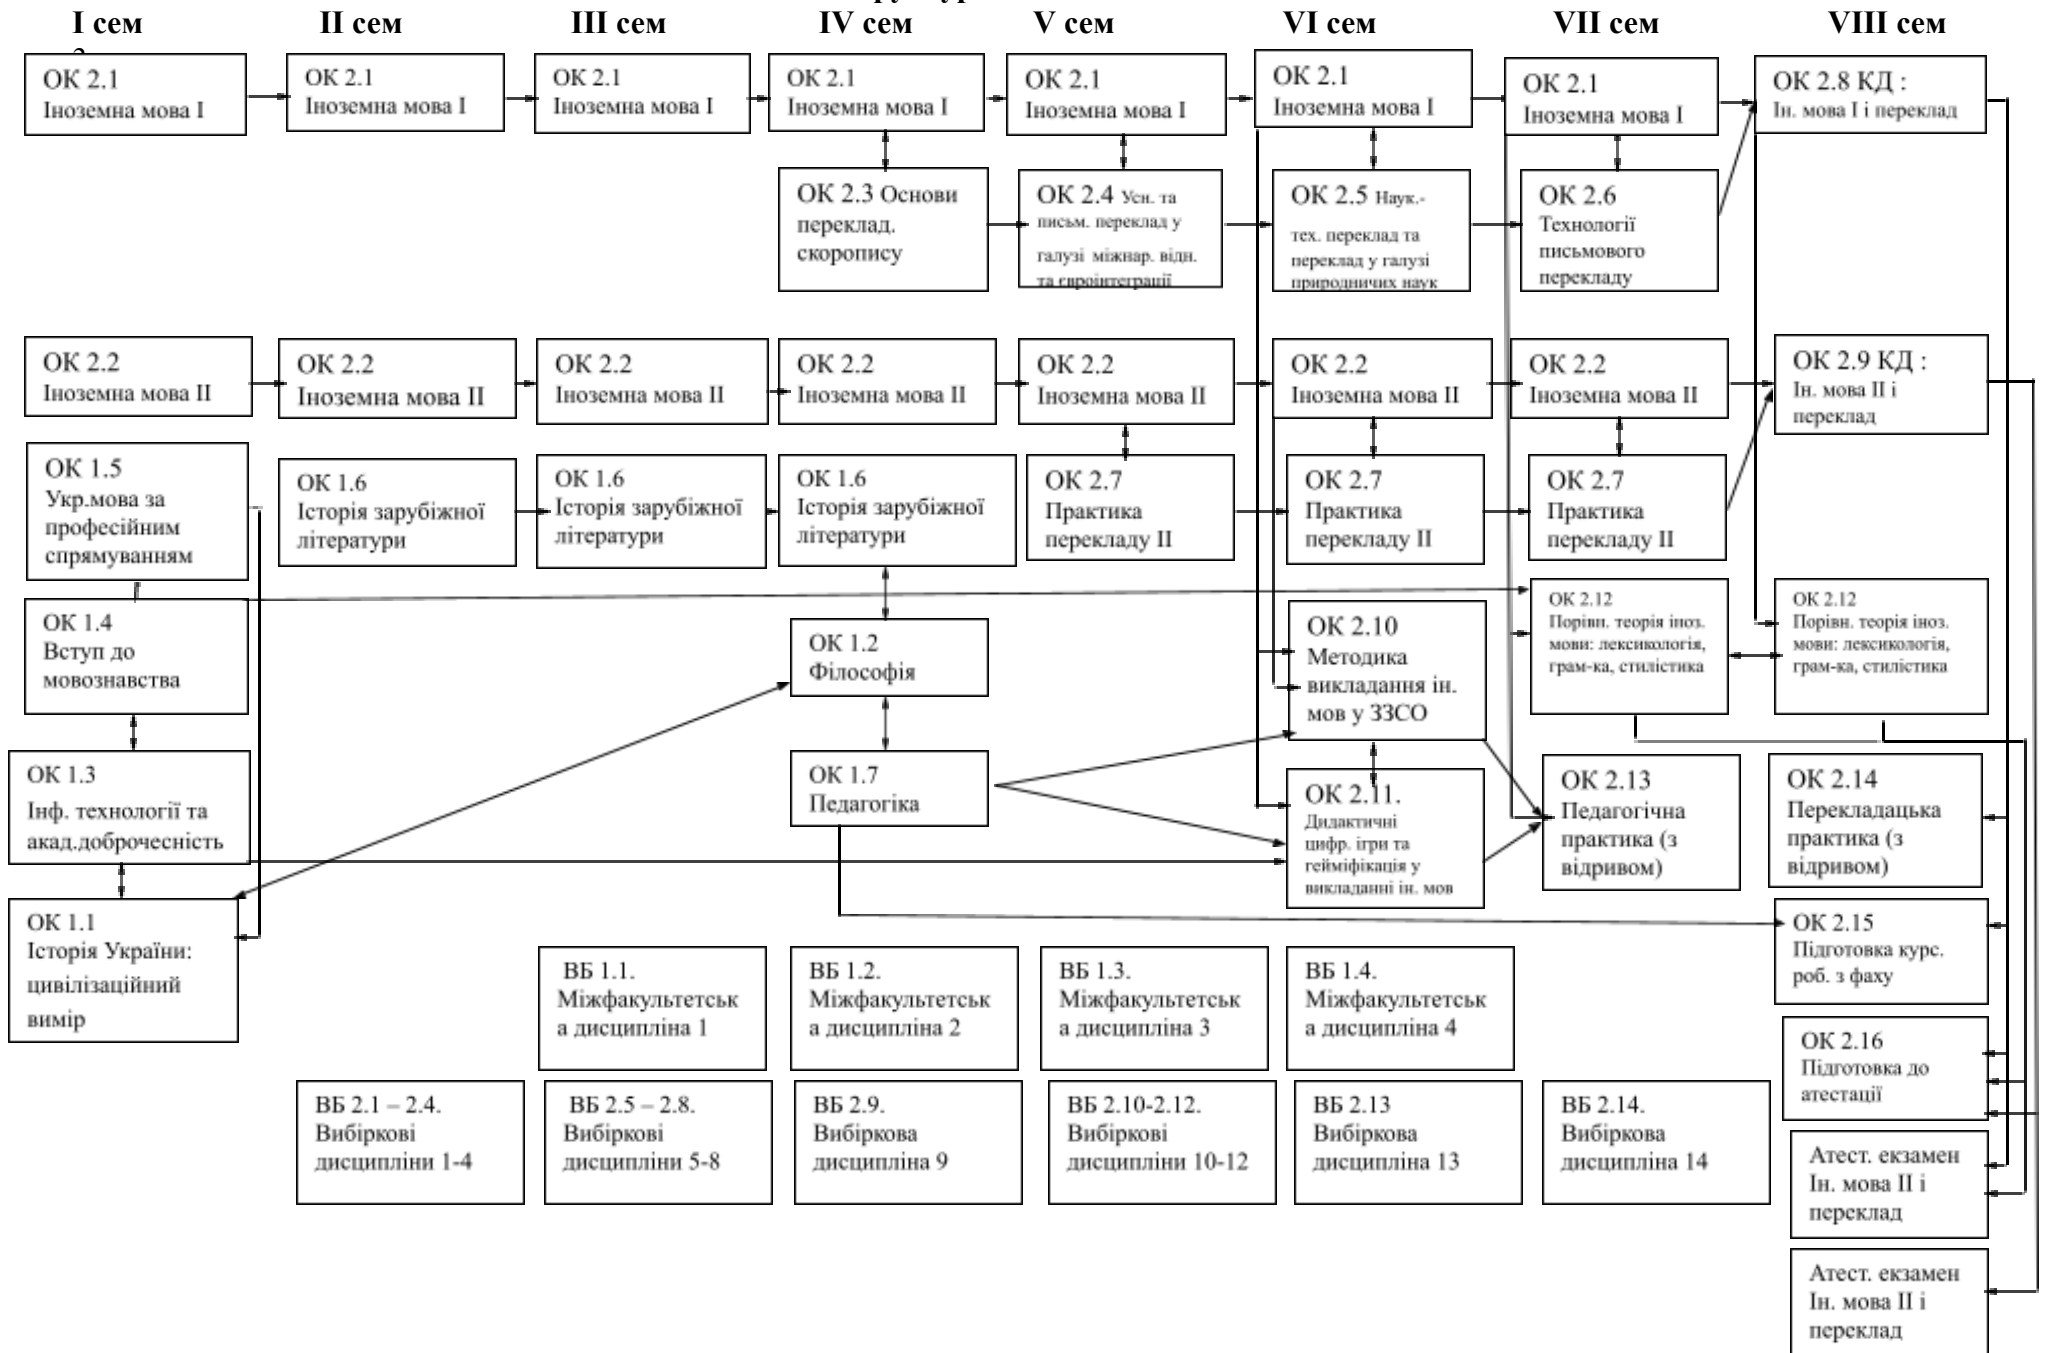 І сем
ІІ сем
ІІІ сем
ІV сем
V сем
VI сем
VII сем
VIII сем
ОК 2.1
Іноземна мова І
ОК 2.1
Іноземна мова І
ОК 2.1
Іноземна мова І
ОК 2.1
Іноземна мова І
ОК 2.1
Іноземна мова І
ОК 2.1
Іноземна мова І
ОК 2.1
Іноземна мова І
ОК 2.8 КД :
Ін. мова І і переклад
ОК 2.3 Основи
переклад.
скоропису
ОК 2.4 Усн. та
письм. переклад у
галузі міжнар. відн.
та євроінтеграції
ОК 2.5 Наук.-
тех. переклад та
переклад у галузі
природничих наук
ОК 2.6
Технології
письмового
перекладу
ОК 2.2
Іноземна мова ІІ
ОК 2.2
Іноземна мова ІІ
ОК 2.2
Іноземна мова ІІ
ОК 2.2
Іноземна мова ІІ
ОК 2.2
Іноземна мова ІІ
ОК 2.2
Іноземна мова ІІ
ОК 2.2
Іноземна мова ІІ
ОК 2.9 КД :
Ін. мова ІІ і
переклад
ОК 1.5
Укр.мова за
професійним
спрямуванням
ОК 1.6
Історія зарубіжної
літератури
ОК 1.6
Історія зарубіжної
літератури
ОК 1.6
Історія зарубіжної
літератури
ОК 2.7
Практика
перекладу ІІ
ОК 2.7
Практика
перекладу ІІ
ОК 2.7
Практика
перекладу ІІ
ОК 1.4
Вступ до
мовознавства
ОК 1.2
Філософія
ОК 2.10
Методика
викладання ін.
мов у ЗЗСО
ОК 2.12
Порівн. теорія іноз.
мови: лексикологія,
грам-ка, стилістика
ОК 2.12
Порівн. теорія іноз.
мови: лексикологія,
грам-ка, стилістика
ОК 1.3
Інф. технології та
акад.доброчесність
ОК 1.7
Педагогіка
ОК 2.11.
Дидактичні
цифр. ігри та
гейміфікація у
викладанні ін. мов
ОК 2.13
Педагогічна
практика (з
відривом)
ОК 2.14
Перекладацька
практика (з
відривом)
ОК 1.1
Історія України:
цивілізаційний
вимір
ОК 2.15
Підготовка курс.
роб. з фаху
ВБ 1.1.
Міжфакультетськ
а дисципліна 1
ВБ 1.2.
Міжфакультетськ
а дисципліна 2
ВБ 1.3.
Міжфакультетськ
а дисципліна 3
ВБ 1.4.
Міжфакультетськ
а дисципліна 4
ОК 2.16
Підготовка до
атестації
ВБ 2.1 – 2.4.
Вибіркові
дисципліни 1-4
ВБ 2.5 – 2.8.
Вибіркові
дисципліни 5-8
ВБ 2.9.
Вибіркова
дисципліна 9
ВБ 2.10-2.12.
Вибіркові
дисципліни 10-12
ВБ 2.13
Вибіркова
дисципліна 13
ВБ 2.14.
Вибіркова
дисципліна 14
Атест. екзамен
Ін. мова ІІ і
переклад
Атест. екзамен
Ін. мова ІІ і
переклад